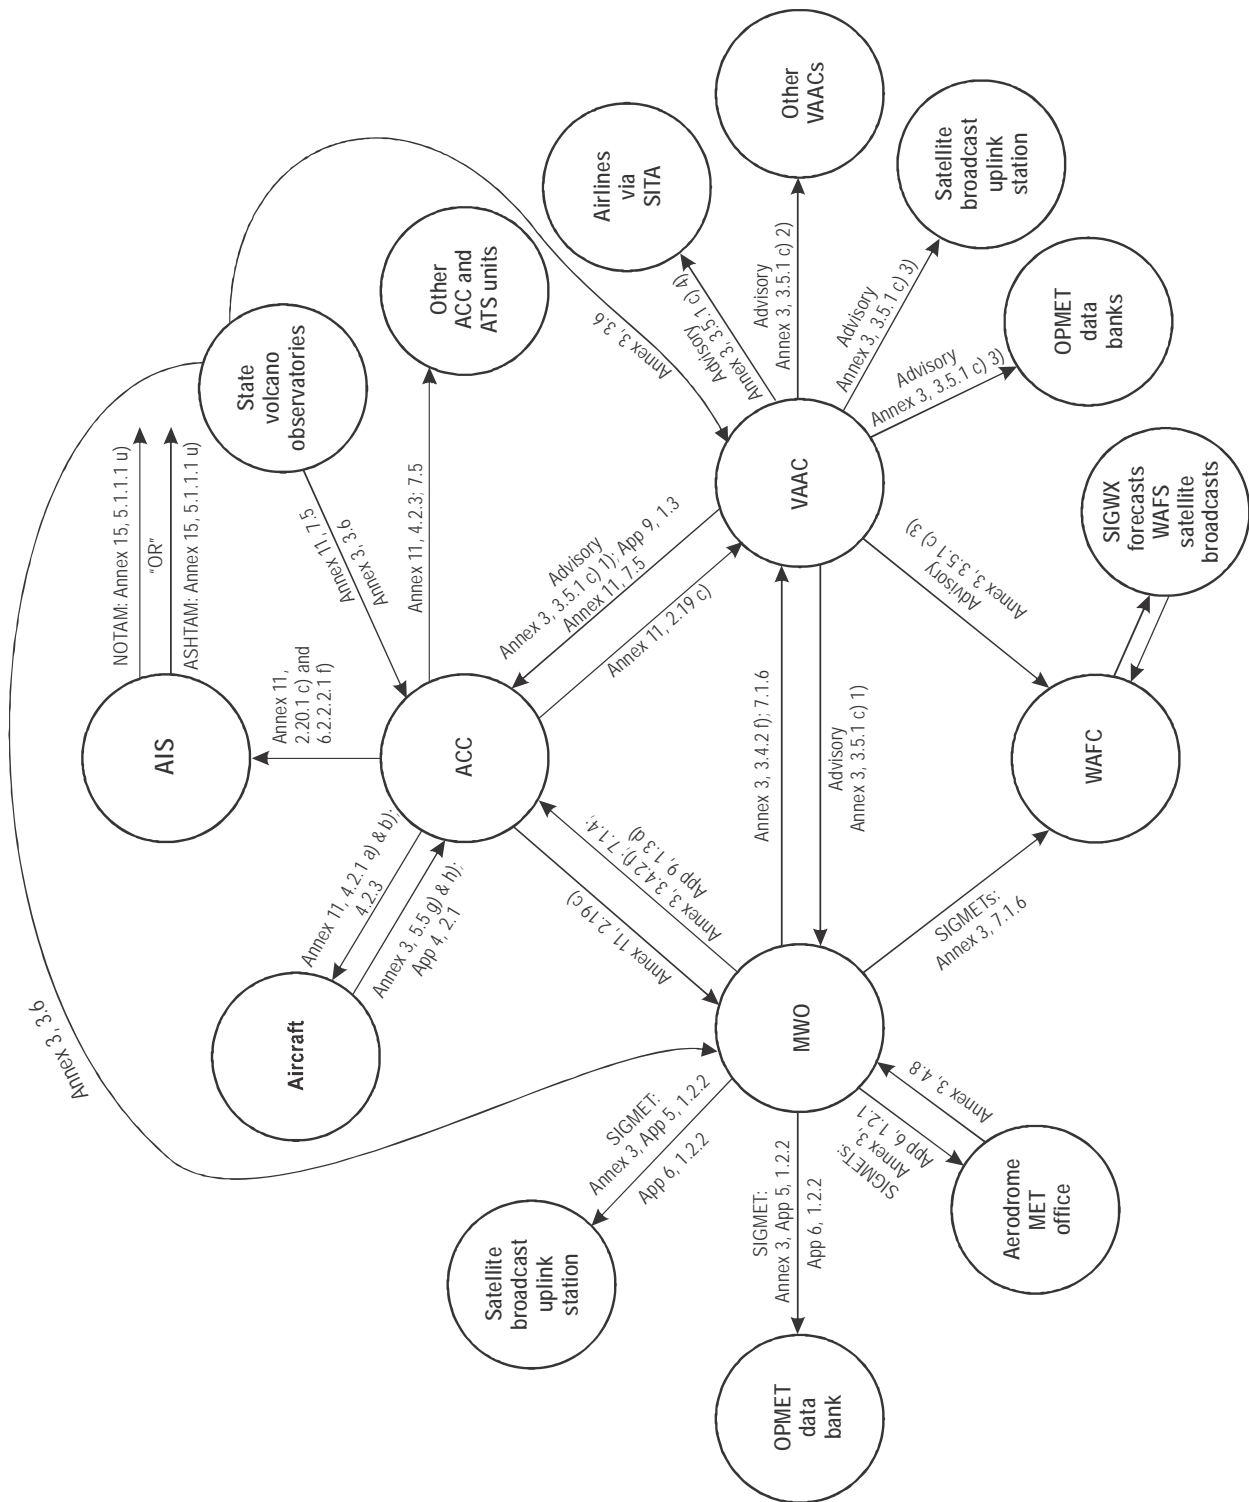 Annex 3, 3.6
NOTAM: Annex 15, 5.1.1.1 u)
"OR"
ASHTAM: Annex 15, 5.1.1.1 u)
AIS
State
volcano
observatories
Annex 11,
2.20.1 c) and
6.2.2.2.1 f)
Annex 11, 7.5
Annex 3, 3.6
Other
ACC and
ATS units
Annex 11, 4.2.3; 7.5
Annex 3, 3.6
Aircraft
Annex 11, 4.2.1 a) & b);
4.2.3
Annex 3, 5.5 g) & h);
App 4, 2.1
ACC
Advisory
Annex 3, 3.5.1 c) 1); App 9, 1.3
Annex 11, 7.5
Annex 11, 2.19 c)
Annex 11, 2.19 c)
Annex 3, 3.4.2 f); 7.1.4;
App 9, 1.3 d)
Airlines
via
SITA
Advisory
Annex 3, 3.5.1 c) 4)
Other
VAACs
Advisory
Annex 3, 3.5.1 c) 2)
Satellite
broadcast
uplink
station
Advisory
Annex 3, 3.5.1 c) 3)
OPMET
data
banks
Advisory
Annex 3, 3.5.1 c) 3)
VAAC
Annex 3, 3.4.2 f); 7.1.6
Advisory
Annex 3, 3.5.1 c) 1)
Annex 3, 3.5.1 c) 3)
Advisory
SIGWX
forecasts
WAFS
satellite
broadcasts
WAFC
SIGMETs:
Annex 3, 7.1.6
MWO
SIGMET:
Annex 3, App 5, 1.2.2
App 6, 1.2.2
Satellite
broadcast
uplink
station
SIGMET:
Annex 3, App 5, 1.2.2
App 6, 1.2.2
OPMET
data
bank
SIGMETs:
Annex 3,
App 6, 1.2.1
Annex 3, 4.8
Aerodrome
MET
office